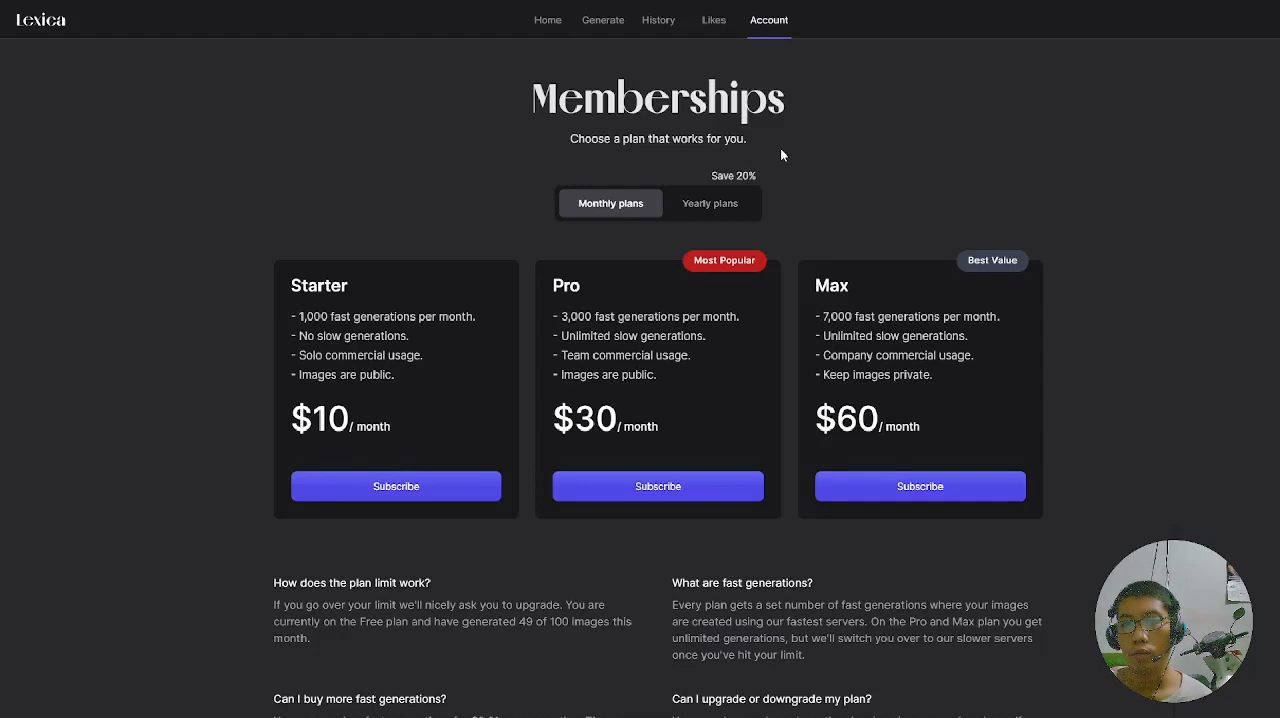 Lexica
Home Generate History Likes Account
Memberships
Choose a plan that works for you.
Save 20%
Monthly plans Yearly plans
Starter
- 1,000 fast generations per month.
- No slow generations.
- Solo commercial usage.
- Images are public.
$10/ month
Subscribe
Most Popular
Pro
- 3,000 fast generations per month.
- Unlimited slow generations.
- Team commercial usage.
- Images are public.
$30/ month
Subscribe
Best Value
Max
- 7,000 fast generations per month.
- Unlimited slow generations.
- Company commercial usage.
- Keep images private.
$60/ month
Subscribe
How does the plan limit work?
If you go over your limit we'll nicely ask you to upgrade. You are
currently on the Free plan and have generated 49 of 100 images this
month.
What are fast generations?
Every plan gets a set number of fast generations where your images
are created using our fastest servers. On the Pro and Max plan you get
unlimited generations, but we'll switch you over to our slower servers
once you've hit your limit.
Can I buy more fast generations?
Can I upgrade or downgrade my plan?